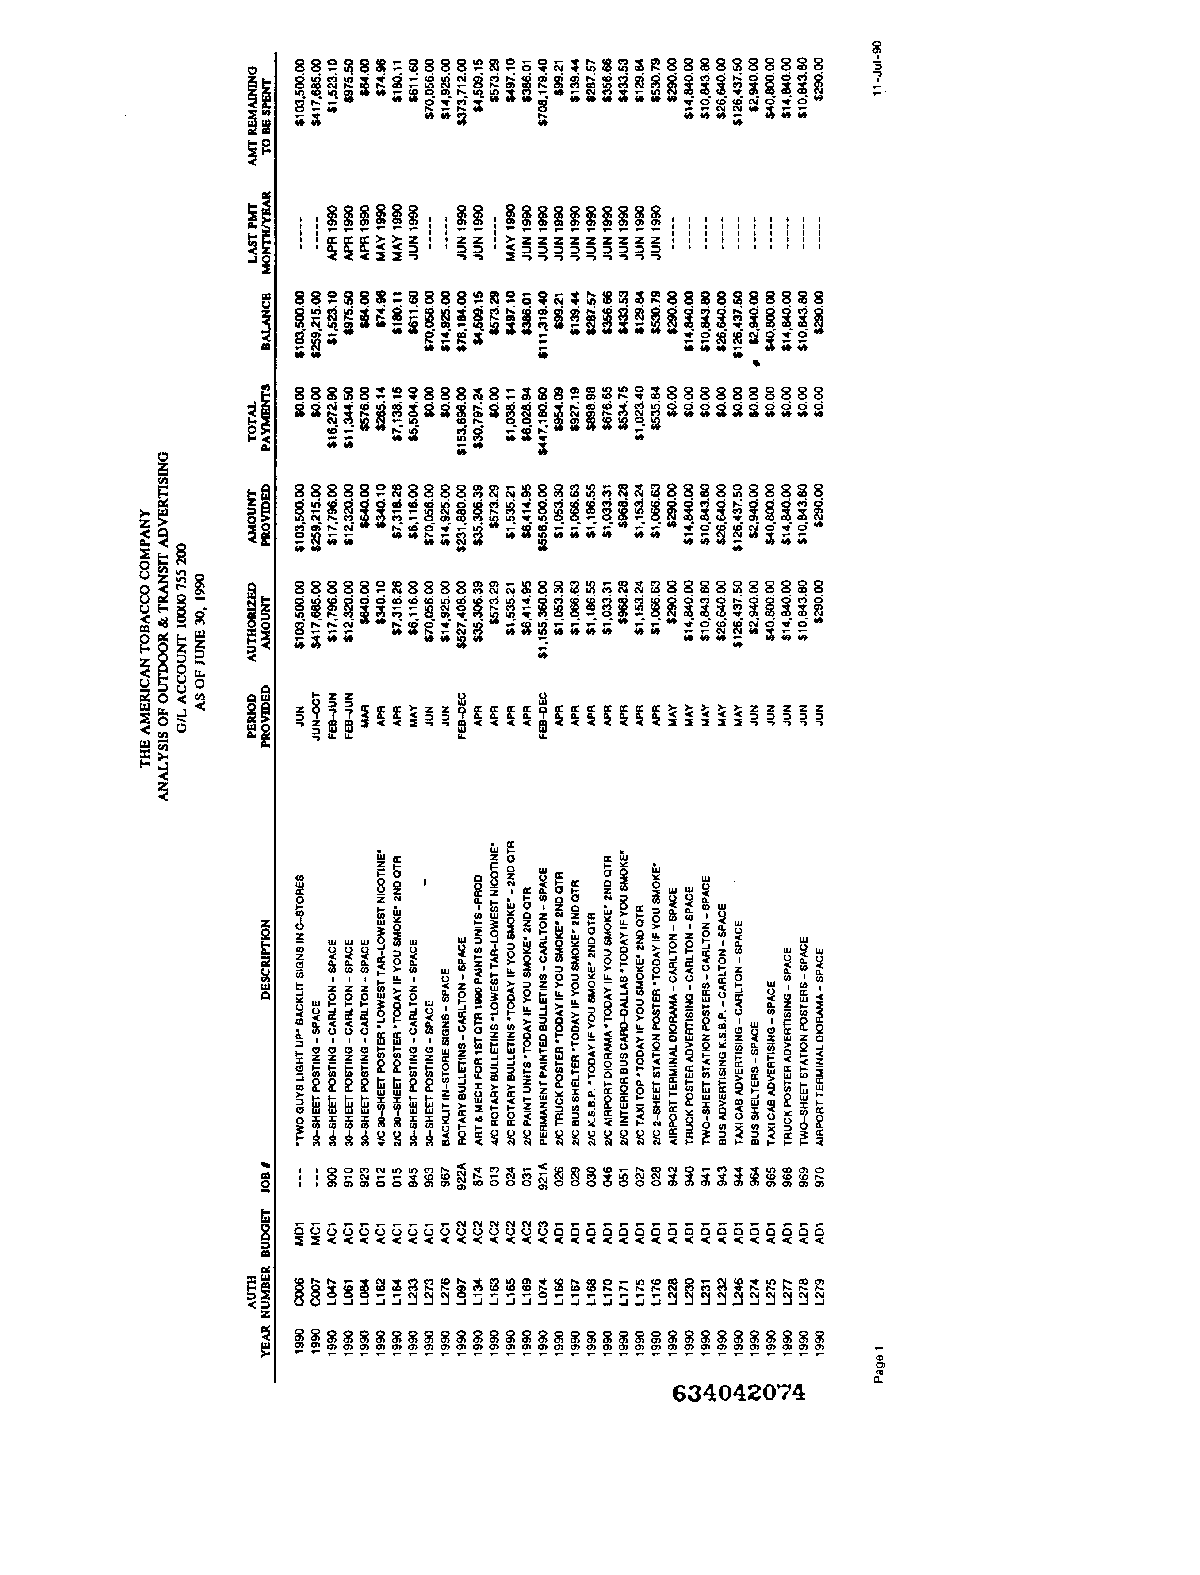 THE AMERICAN TOBACCO COMPANY
ANALYSIS OF OUTDOOR & TRANSIT ADVERTISING
G/L ACCOUNT 10000 755 200
AS OF JUNE 30, 1990
YEAR AUTH NUMBER BUDGET JOB # DESCRIPTION PERIOD PROVIDED AUTHORIZED AMOUNT AMOUNT PROVIDED TOTAL PAYMENTS BALANCE LAST PMT MONTH/YEAR AMT REMAINING TO BE SPENT
1990 C006 MD1 --- "TWO GUYS LIGHT UP" BACKLIT SIGNS IN C-STORES JUN $103,500.00 $103,500.00 $0.00 $103,500.00 ----- $103,500.00
1990 C007 MC1 --- 30-SHEET POSTING - SPACE JUN-OCT $417,685.00 $259,215.00 $0.00 $259,215.00 ----- $417,685.00
1990 L047 AC1 900 30-SHEET POSTING - CARLTON - SPACE FEB-JUN $17,796.00 $17,796.00 $16,272.90 $1,523.10 APR 1990 $1,523.10
1990 L061 AC1 910 30-SHEET POSTING - CARLTON - SPACE FEB-JUN $12,320.00 $12,320.00 $11,344.50 $975.50 APR 1990 $975.50
1990 L084 AC1 923 30-SHEET POSTING - CARLTON - SPACE MAR $640.00 $640.00 $576.00 $64.00 APR 1990 $64.00
1990 L162 AC1 012 4/C 30-SHEET POSTER "LOWEST TAR-LOWEST NICOTINE" APR $340.10 $340.10 $265.14 $74.96 MAY 1990 $74.96
1990 L164 AC1 015 2/C 30-SHEET POSTER "TODAY IF YOU SMOKE" 2ND QTR APR $7,318.26 $7,318.26 $7,138.15 $180.11 MAY 1990 $180.11
1990 L233 AC1 945 30-SHEET POSTING - CARLTON - SPACE MAY $6,116.00 $6,116.00 $5,504.40 $611.60 JUN 1990 $611.60
1990 L273 AC1 963 30-SHEET POSTING - SPACE JUN $70,056.00 $70,056.00 $0.00 $70,056.00 ----- $70,056.00
1990 L276 AC1 967 BACKLIT IN-STORE SIGNS - SPACE JUN $14,925.00 $14,925.00 $0.00 $14,925.00 ----- $14,925.00
1990 L097 AC2 922A ROTARY BULLETINS - CARLTON - SPACE FEB-DEC $527,408.00 $231,880.00 $153,696.00 $78,184.00 JUN 1990 $373,712.00
1990 L134 AC2 874 ART & MECH FOR 1ST QTR 1990 PAINTS UNITS -PROD APR $35,306.39 $35,306.39 $30,797.24 $4,509.15 JUN 1990 $4,509.15
1990 L163 AC2 013 4/C ROTARY BULLETINS "LOWEST TAR-LOWEST NICOTINE" APR $573.29 $573.29 $0.00 $573.29 ----- $573.29
1990 L165 AC2 024 2/C ROTARY BULLETINS "TODAY IF YOU SMOKE" - 2ND QTR APR $1,535.21 $1,535.21 $1,038.11 $497.10 MAY 1990 $497.10
1990 L169 AC2 031 2/C PAINT UNITS "TODAY IF YOU SMOKE" 2ND QTR APR $6,414.95 $6,414.95 $6,028.94 $386.01 JUN 1990 $386.01
1990 L074 AC3 921A PERMANENT PAINTED BULLETINS - CARLTON - SPACE FEB-DEC $1,155,360.00 $558,500.00 $447,180.60 $111,319.40 JUN 1990 $708,179.40
1990 L166 AD1 026 2/C TRUCK POSTER "TODAY IF YOU SMOKE" 2ND QTR APR $1,053.30 $1,053.30 $954.09 $99.21 JUN 1990 $99.21
1990 L167 AD1 029 2/C BUS SHELTER "TODAY IF YOU SMOKE" 2ND QTR APR $1,066.63 $1,066.63 $927.19 $139.44 JUN 1990 $139.44
1990 L168 AD1 030 2/C K.S.B.P. "TODAY IF YOU SMOKE" 2ND QTR APR $1,186.55 $1,186.55 $898.98 $287.57 JUN 1990 $287.57
1990 L170 AD1 046 2/C AIRPORT DIORAMA "TODAY IF YOU SMOKE" 2ND QTR APR $1,033.31 $1,033.31 $676.65 $356.66 JUN 1990 $356.66
1990 L171 AD1 051 2/C INTERIOR BUS CARD-DALLAS "TODAY IF YOU SMOKE" APR $968.28 $968.28 $534.75 $433.53 JUN 1990 $433.53
1990 L175 AD1 027 2/C TAXI TOP "TODAY IF YOU SMOKE" 2ND QTR APR $1,153.24 $1,153.24 $1,023.40 $129.84 JUN 1990 $129.84
1990 L176 AD1 028 2/C 2-SHEET STATION POSTER "TODAY IF YOU SMOKE" APR $1,066.63 $1,066.63 $535.84 $530.79 JUN 1990 $530.79
1990 L228 AD1 942 AIRPORT TERMINAL DIORAMA - CARLTON - SPACE MAY $290.00 $290.00 $0.00 $290.00 ----- $290.00
1990 L230 AD1 940 TRUCK POSTER ADVERTISING - CARLTON - SPACE MAY $14,840.00 $14,840.00 $0.00 $14,840.00 ----- $14,840.00
1990 L231 AD1 941 TWO-SHEET STATION POSTERS - CARLTON - SPACE MAY $10,843.80 $10,843.80 $0.00 $10,843.80 ----- $10,843.80
1990 L232 AD1 943 BUS ADVERTISING K.S.B.P. - CARLTON - SPACE MAY $26,640.00 $26,640.00 $0.00 $26,640.00 ----- $26,640.00
1990 L246 AD1 944 TAXI CAB ADVERTISING - CARLTON - SPACE MAY $126,437.50 $126,437.50 $0.00 $126,437.50 ----- $126,437.50
1990 L274 AD1 964 BUS SHELTERS - SPACE JUN $2,940.00 $2,940.00 $0.00 $2,940.00 ----- $2,940.00
1990 L275 AD1 965 TAXI CAB ADVERTISING - SPACE JUN $40,800.00 $40,800.00 $0.00 $40,800.00 ----- $40,800.00
1990 L277 AD1 968 TRUCK POSTER ADVERTISING - SPACE JUN $14,840.00 $14,840.00 $0.00 $14,840.00 ----- $14,840.00
1990 L278 AD1 969 TWO-SHEET STATION POSTERS - SPACE JUN $10,843.80 $10,843.80 $0.00 $10,843.80 ----- $10,843.80
1990 L279 AD1 970 AIRPORT TERMINAL DIORAMA - SPACE JUN $290.00 $290.00 $0.00 $290.00 ----- $290.00
Page 1 11-Jul-90
634042074